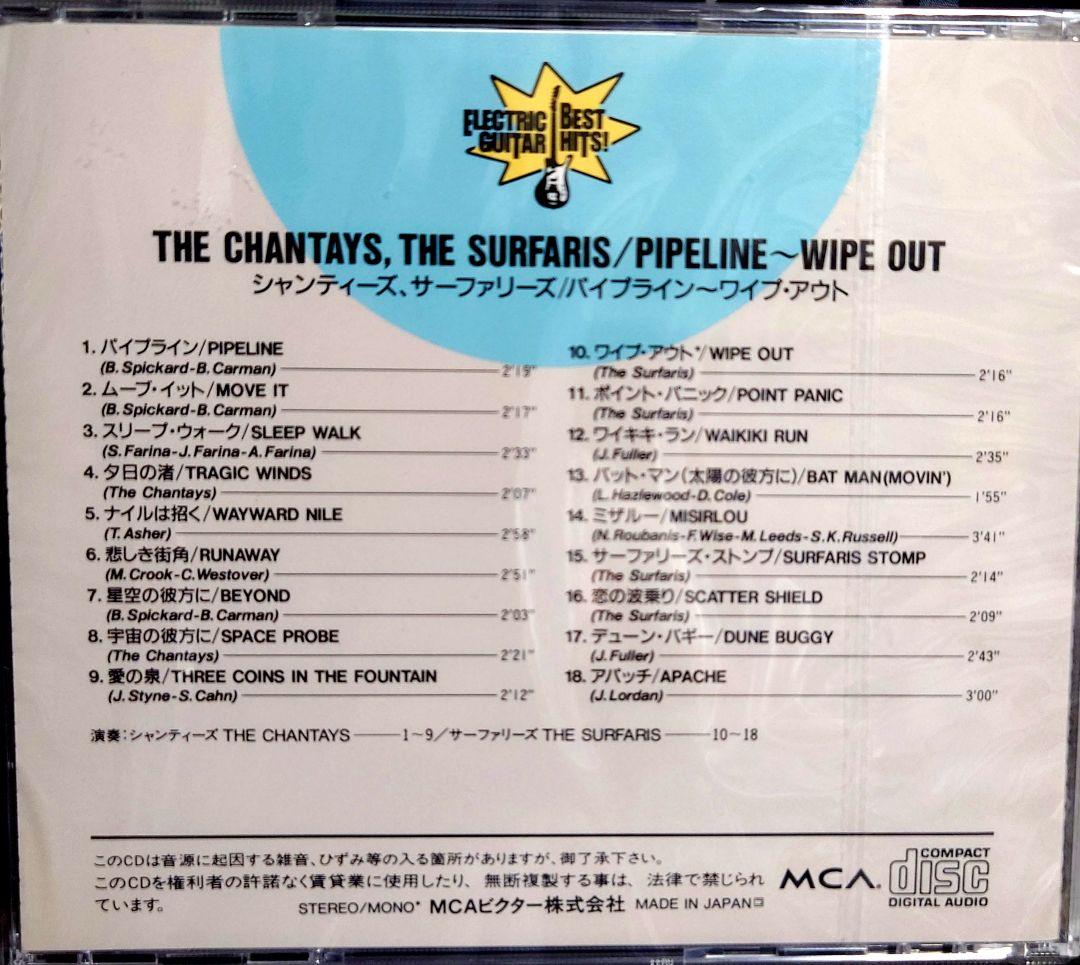 ELECTRIC GUITAR BEST HITS!
THE CHANTAYS, THE SURFARIS/PIPELINE～WIPE OUT
シャンティーズ、サーファリーズ/パイプライン～ワイプ・アウト
1. パイプライン/PIPELINE
(B. Spickard-B. Carman) 2'19"
2. ムーブ・イット/MOVE IT
(B. Spickard-B. Carman) 2'17"
3. スリープ・ウォーク/SLEEP WALK
(S. Farina-J. Farina-A. Farina) 2'33"
4. 夕日の渚/TRAGIC WINDS
(The Chantays) 2'07"
5. ナイルは招く/WAYWARD NILE
(T. Asher) 2'58"
6. 悲しき街角/RUNAWAY
(M. Crook-C. Westover) 2'51"
7. 星空の彼方に/BEYOND
(B. Spickard-B. Carman) 2'03"
8. 宇宙の彼方に/SPACE PROBE
(The Chantays) 2'21"
9. 愛の泉/THREE COINS IN THE FOUNTAIN
(J. Styne-S. Cahn) 2'12"
10. ワイプ・アウト*/WIPE OUT
(The Surfaris) 2'16"
11. ポイント・パニック/POINT PANIC
(The Surfaris) 2'16"
12. ワイキキ・ラン/WAIKIKI RUN
(J. Fuller) 2'35"
13. バット・マン(太陽の彼方に)/BAT MAN(MOVIN')
(L. Hazlewood-D. Cole) 1'55"
14. ミザルー/MISIRLOU
(N. Roubanis-F. Wise-M. Leeds-S.K. Russell) 3'41"
15. サーファリーズ・ストンプ/SURFARIS STOMP
(The Surfaris) 2'14"
16. 恋の波乗り/SCATTER SHIELD
(The Surfaris) 2'09"
17. デューン・バギー/DUNE BUGGY
(J. Fuller) 2'43"
18. アパッチ/APACHE
(J. Lordan) 3'00"
演奏:シャンティーズ THE CHANTAYS——1～9/サーファリーズ THE SURFARIS——10～18
このCDは音源に起因する雑音、ひずみ等の入る箇所がありますが、御了承下さい。
このCDを権利者の許諾なく賃貸業に使用したり、無断複製する事は、法律で禁じられ
ています。
STEREO/MONO* MCAビクター株式会社 MADE IN JAPAN
MCA.
COMPACT
disc
DIGITAL AUDIO